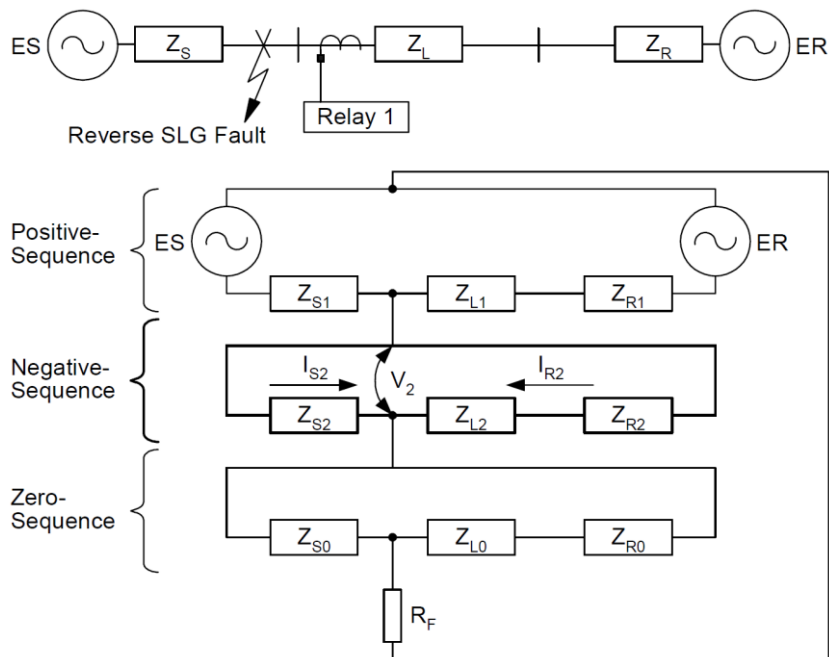 ES
Z_S
Z_L
Z_R
ER
Relay 1
Reverse SLG Fault
Positive-
Sequence
ES
ER
Z_S1
Z_L1
Z_R1
Negative-
Sequence
I_S2
V_2
I_R2
Z_S2
Z_L2
Z_R2
Zero-
Sequence
Z_S0
Z_L0
Z_R0
R_F